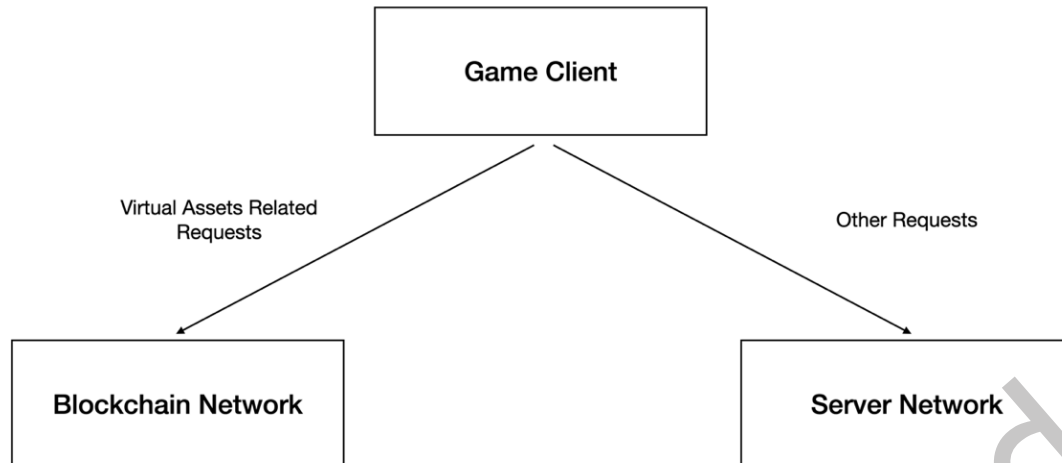 Game Client
Virtual Assets Related
Requests
Other Requests
Blockchain Network
Server Network